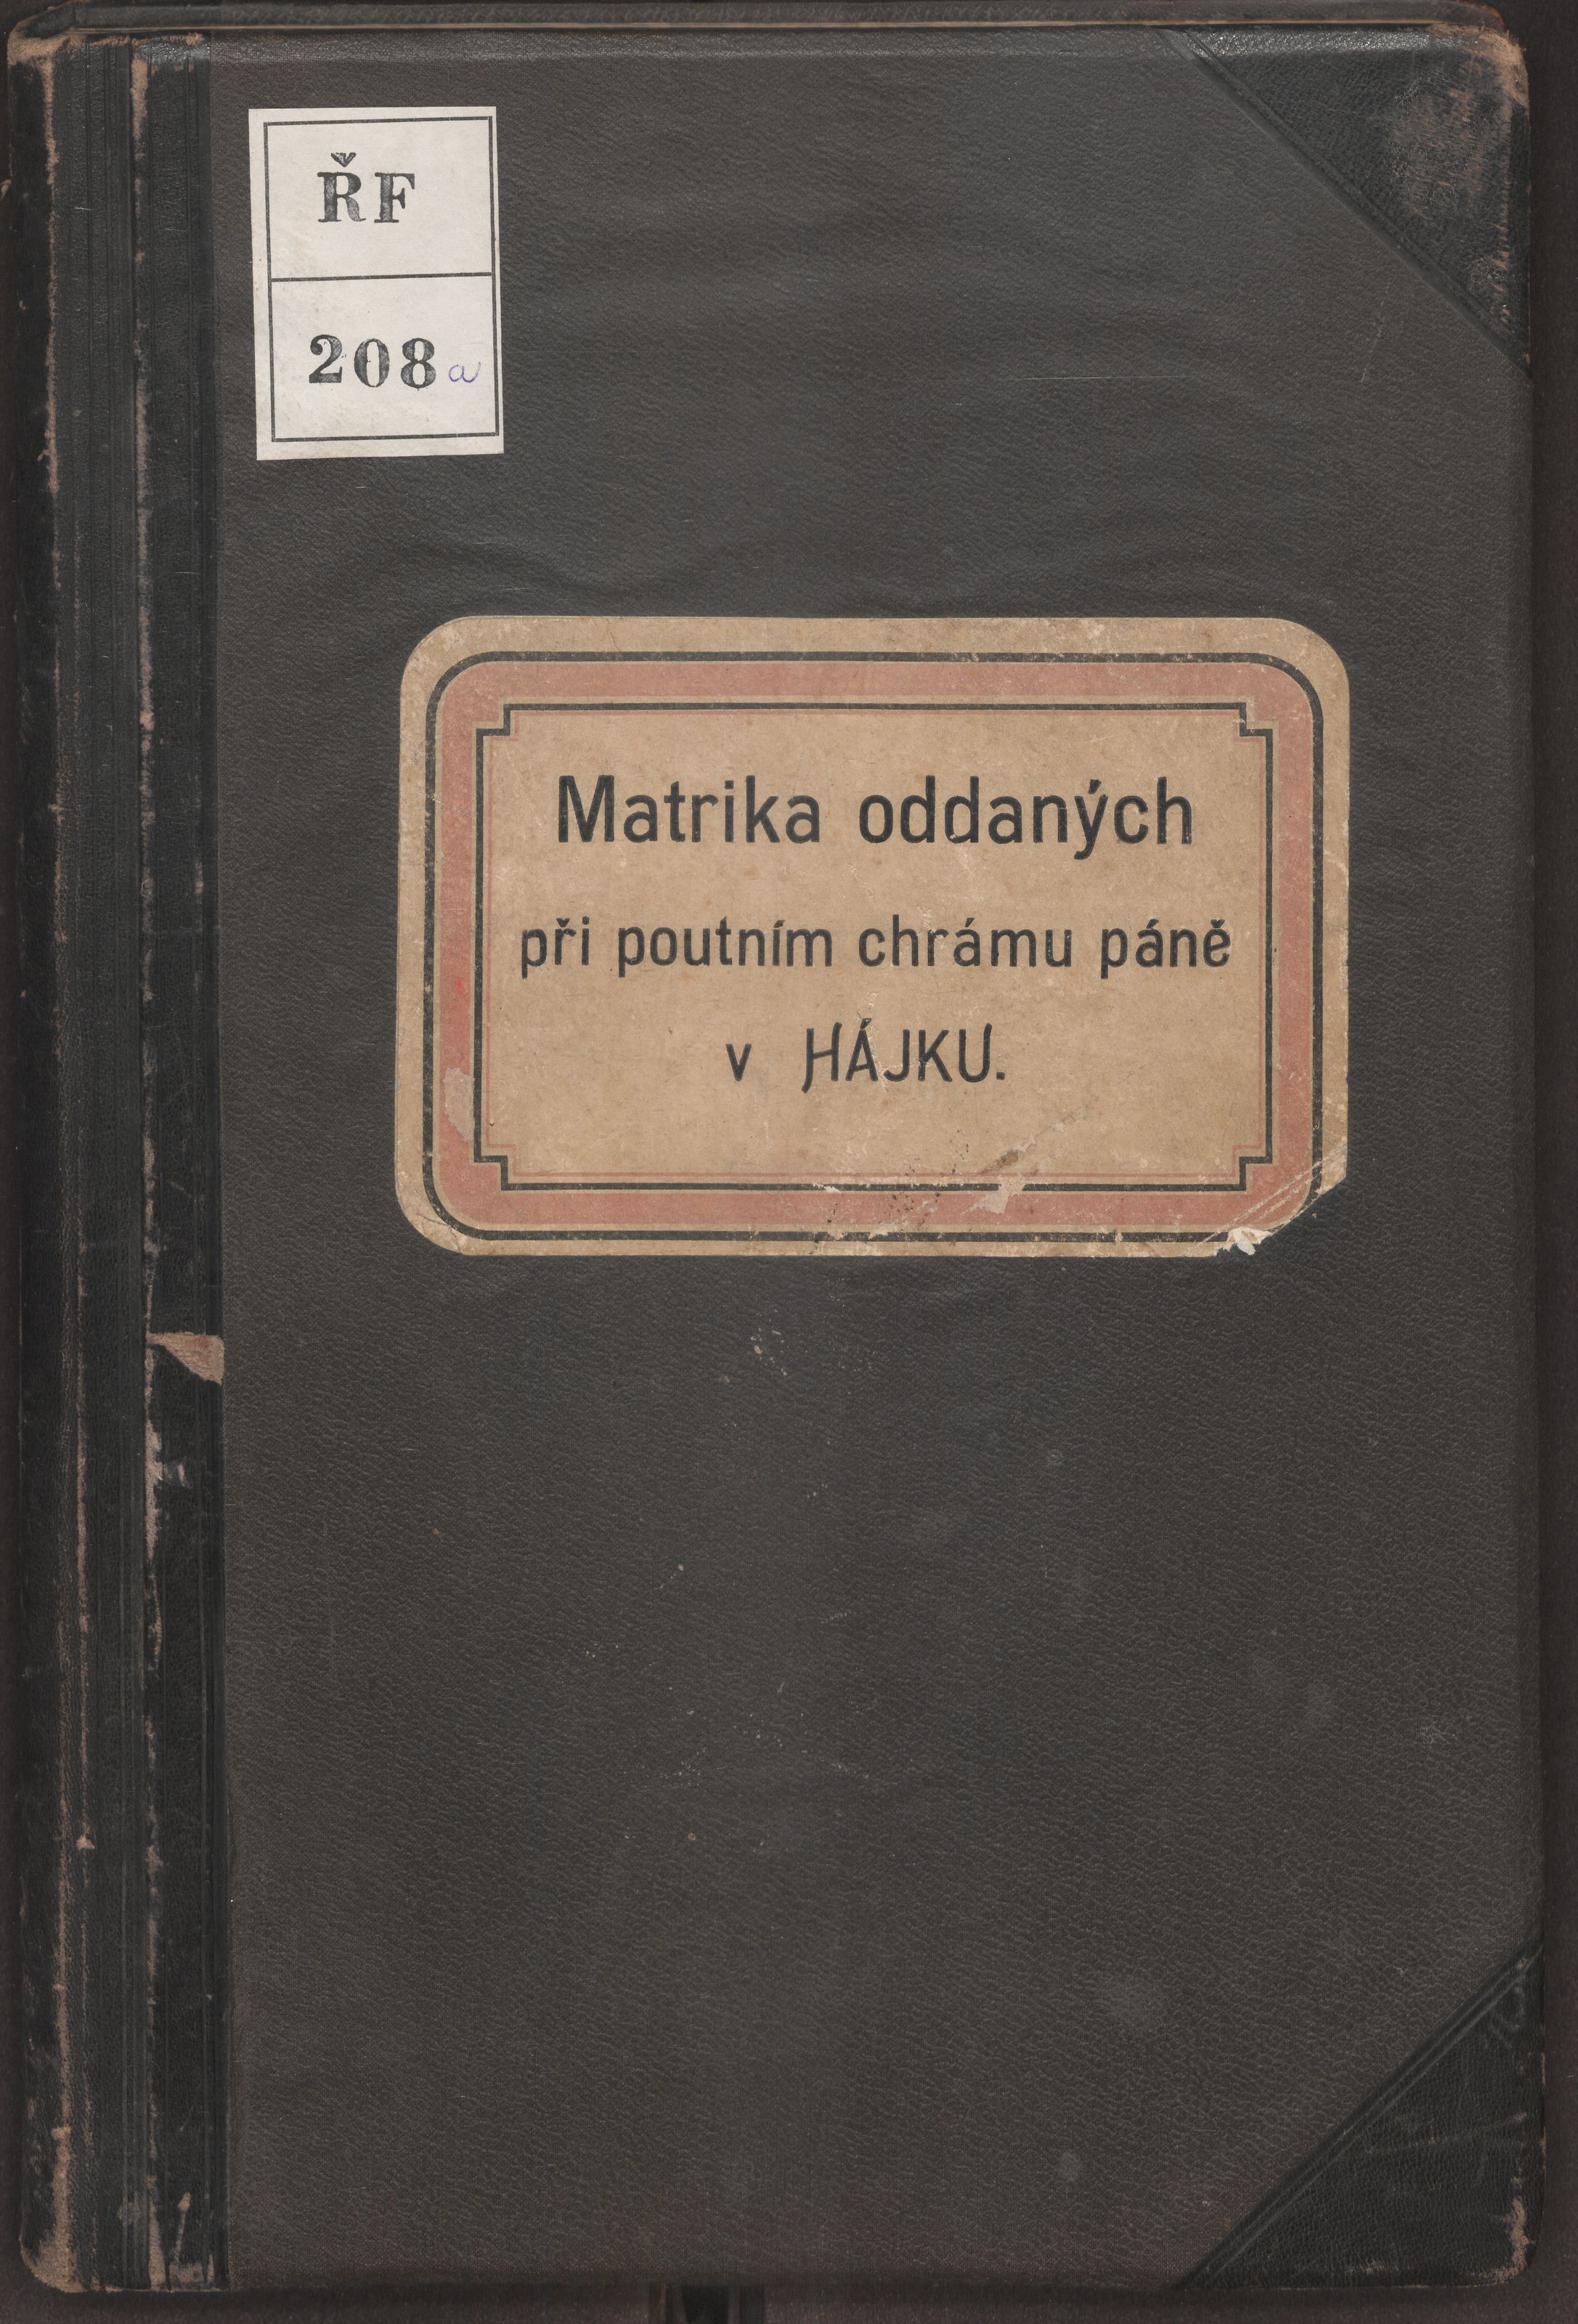 ŘF
208a
Matrika oddaných
při poutním chrámu páně
v HÁJKU.